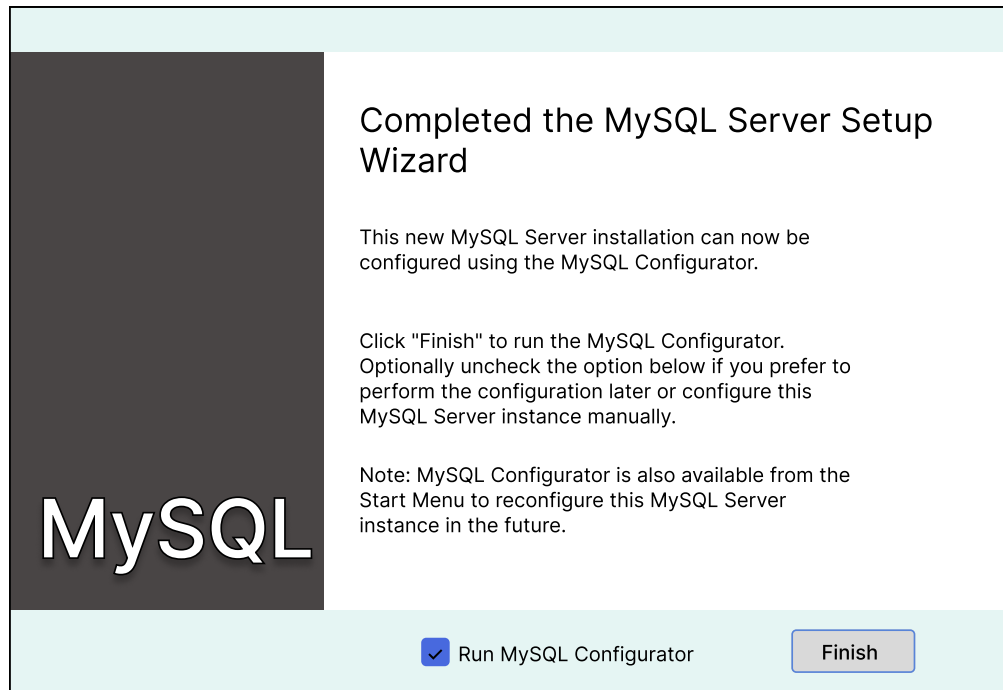 Completed the MySQL Server Setup
Wizard
This new MySQL Server installation can now be
configured using the MySQL Configurator.
Click "Finish" to run the MySQL Configurator.
Optionally uncheck the option below if you prefer to
perform the configuration later or configure this
MySQL Server instance manually.
Note: MySQL Configurator is also available from the
Start Menu to reconfigure this MySQL Server
instance in the future.
MySQL
Run MySQL Configurator
Finish